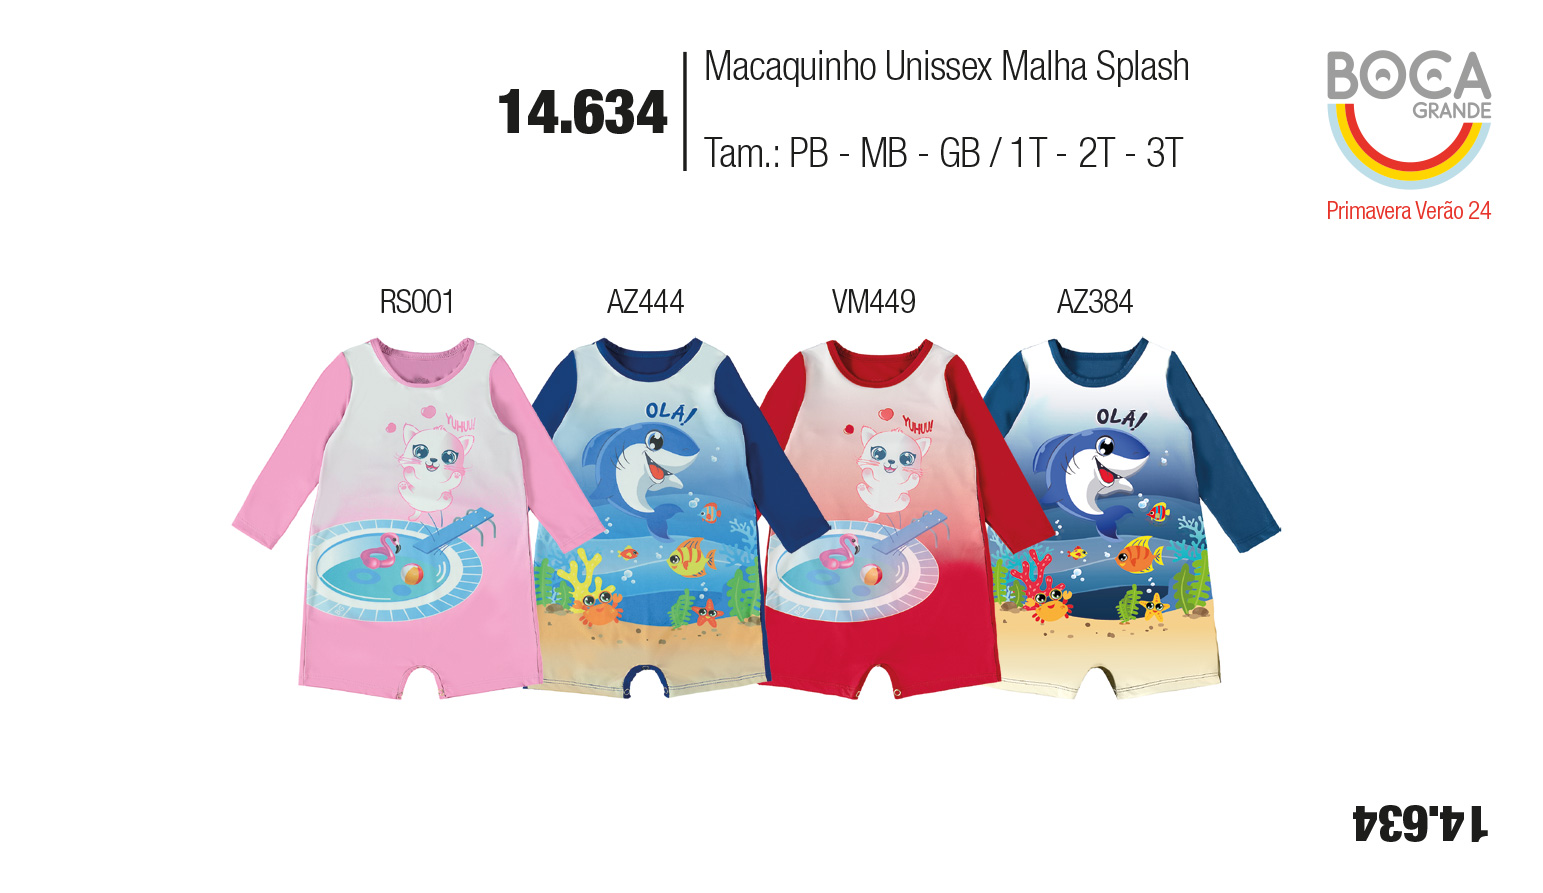 14.634
Macaquinho Unissex Malha Splash
Tam.: PB - MB - GB / 1T - 2T - 3T
BOCA
GRANDE
Primavera Verão 24
RS001
AZ444
VM449
AZ384
YUHUU!
OLÁ!
YUHUU!
OLÁ!
14.634